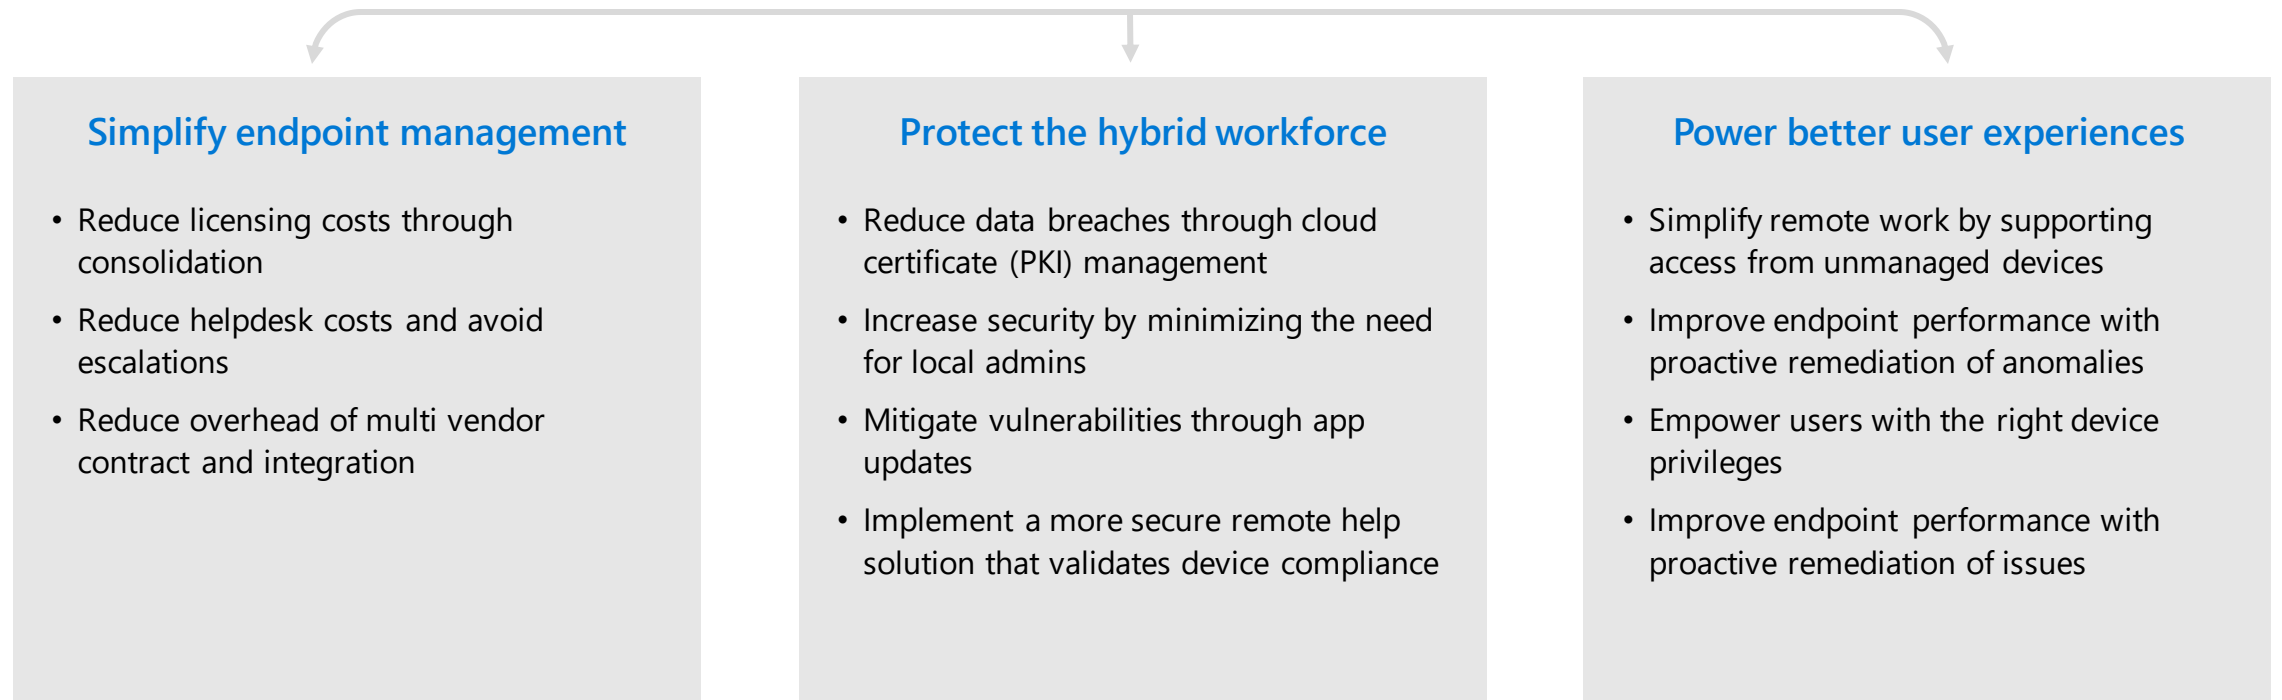 Simplify endpoint management
• Reduce licensing costs through
consolidation
• Reduce helpdesk costs and avoid
escalations
• Reduce overhead of multi vendor
contract and integration
Protect the hybrid workforce
• Reduce data breaches through cloud
certificate (PKI) management
• Increase security by minimizing the need
for local admins
• Mitigate vulnerabilities through app
updates
• Implement a more secure remote help
solution that validates device compliance
Power better user experiences
• Simplify remote work by supporting
access from unmanaged devices
• Improve endpoint performance with
proactive remediation of anomalies
• Empower users with the right device
privileges
• Improve endpoint performance with
proactive remediation of issues